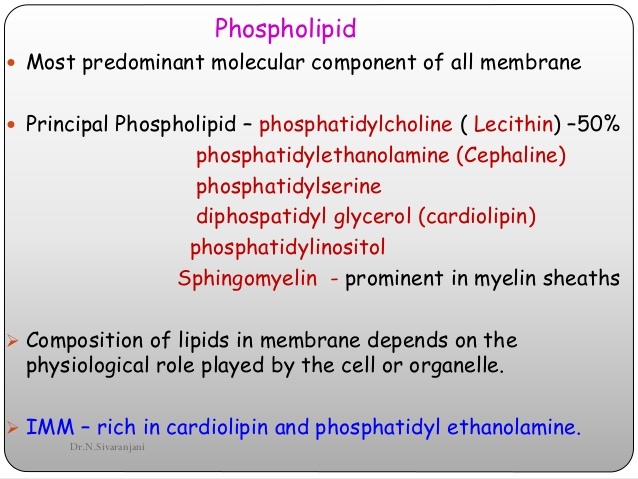 Phospholipid
• Most predominant molecular component of all membrane
• Principal Phospholipid – phosphatidylcholine ( Lecithin) –50%
phosphatidylethanolamine (Cephaline)
phosphatidylserine
diphospatidyl glycerol (cardiolipin)
phosphatidylinositol
Sphingomyelin - prominent in myelin sheaths
➢ Composition of lipids in membrane depends on the
physiological role played by the cell or organelle.
➢ IMM – rich in cardiolipin and phosphatidyl ethanolamine.
Dr.N.Sivaranjani